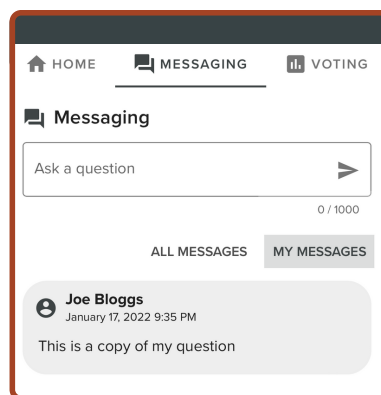 HOME MESSAGING VOTING
Messaging
Ask a question
0 / 1000
ALL MESSAGES MY MESSAGES
Joe Bloggs
January 17, 2022 9:35 PM
This is a copy of my question